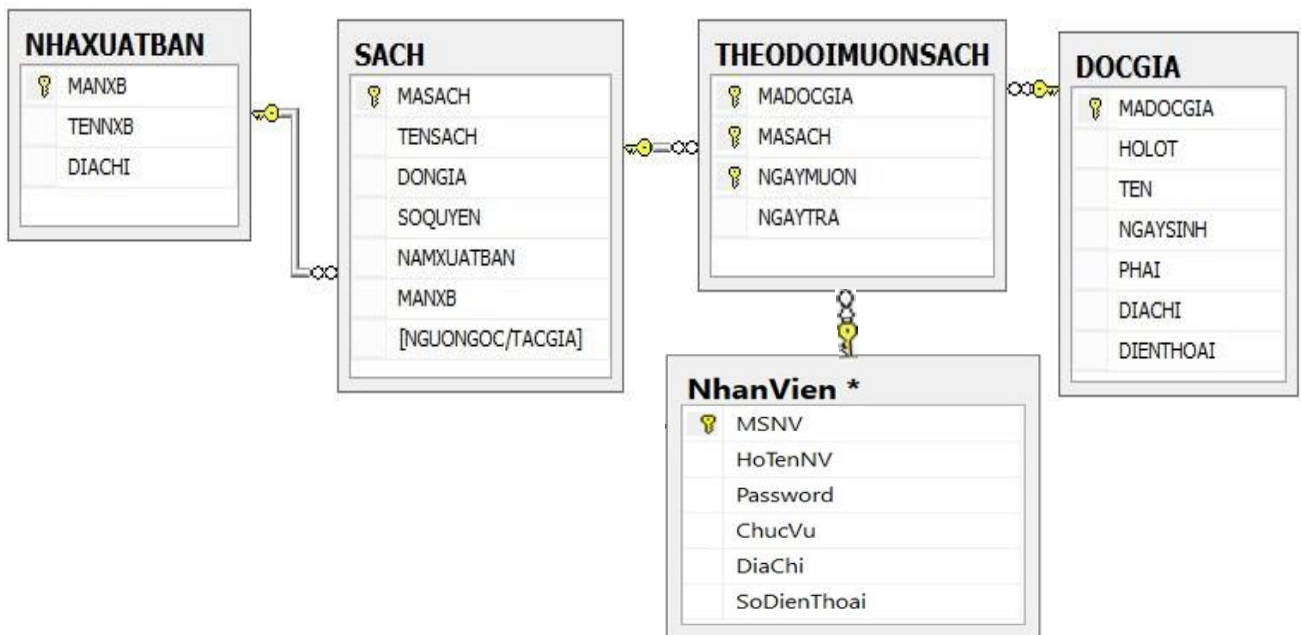 NHAXUATBAN
MANXB
TENNXB
DIACHI
SACH
MASACH
TENSACH
DONGIA
SOQUYEN
NAMXUATBAN
MANXB
[NGUONGOC/TACGIA]
THEODOIMUONSACH
MADOCGIA
MASACH
NGAYMUON
NGAYTRA
DOCGIA
MADOCGIA
HOLOT
TEN
NGAYSINH
PHAI
DIACHI
DIENTHOAI
NhanVien *
MSNV
HoTenNV
Password
ChucVu
DiaChi
SoDienThoai